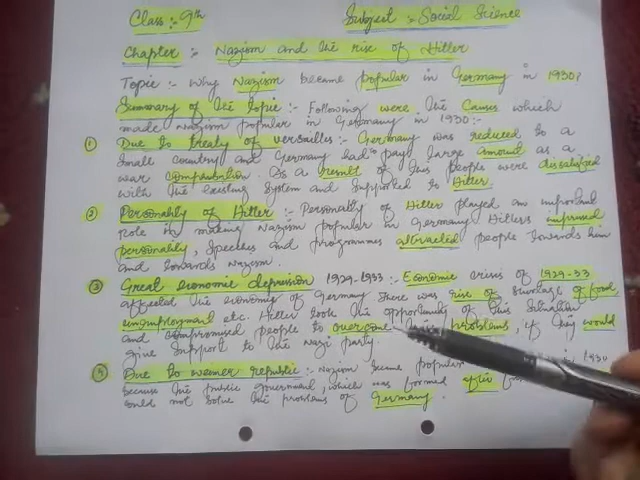 Class :- 9th Subject :- Social Science
Chapter :- Nazism and the rise of Hitler
Topic :- Why Nazism became popular in Germany in 1930?
Summary of the topic :- Following were the Causes which
made Nazism popular in Germany in 1930 :-
① Due to treaty of versailles :- Germany was reduced to a
small country and Germany had to pay large amount as a
war . As a result of this people were
with the existing system and supported to Hitler.
② Personality of Hitler :- Personality of Hitler played an important
role in making Nazism popular in Germany Hitler's
personality, speeches and programmes attracted people towards him
and towards Nazism.
③ Great economic depression 1929-1933 :- Economic crises of 1929-33
affected the economy of Germany There was rise of shortage of food,
unemployment etc. Hitler took the opportunity of this situation
and people to overcome problems, if they would
give support to the Nazi party.
④ Due to republic :- Nazism became popular 1930
because the public government, which was formed after
could not solve the problems of Germany.